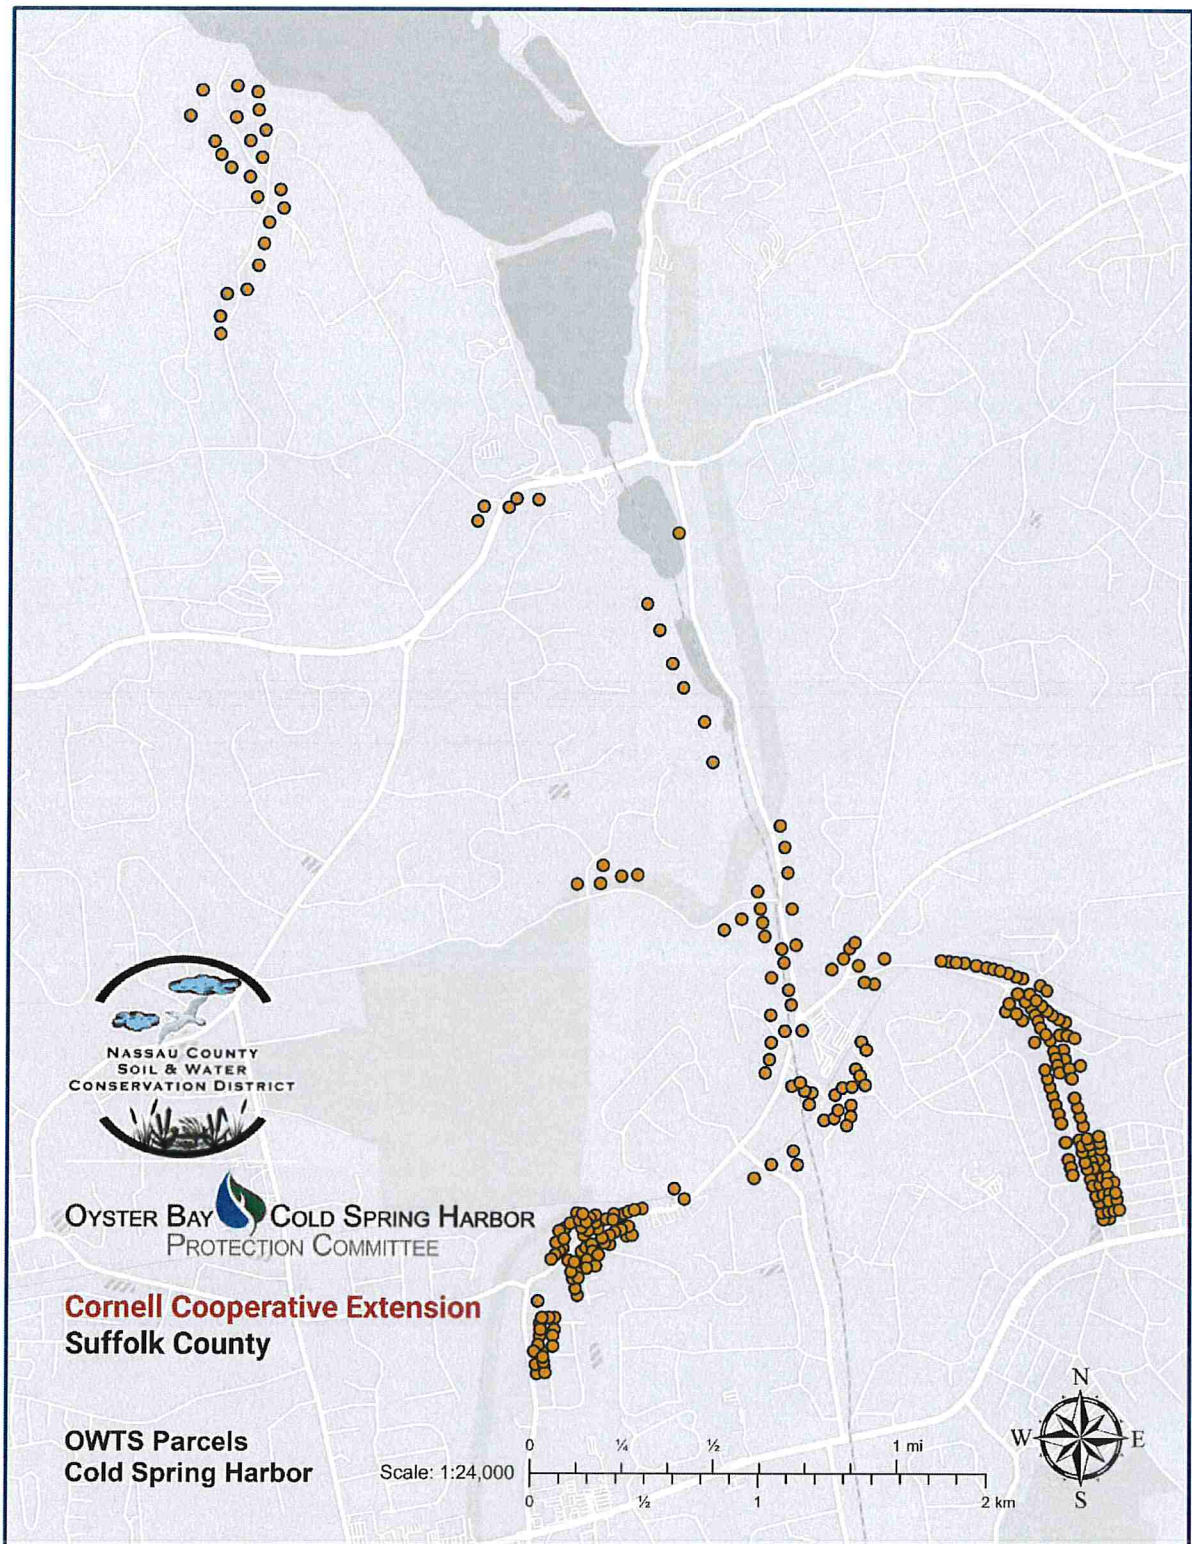 NASSAU COUNTY
SOIL & WATER
CONSERVATION DISTRICT
OYSTER BAY COLD SPRING HARBOR
PROTECTION COMMITTEE
Cornell Cooperative Extension
Suffolk County
OWTS Parcels
Cold Spring Harbor
Scale: 1:24,000
0 ¼ ½ 1 mi
0 ½ 1 2 km
N
W E
S